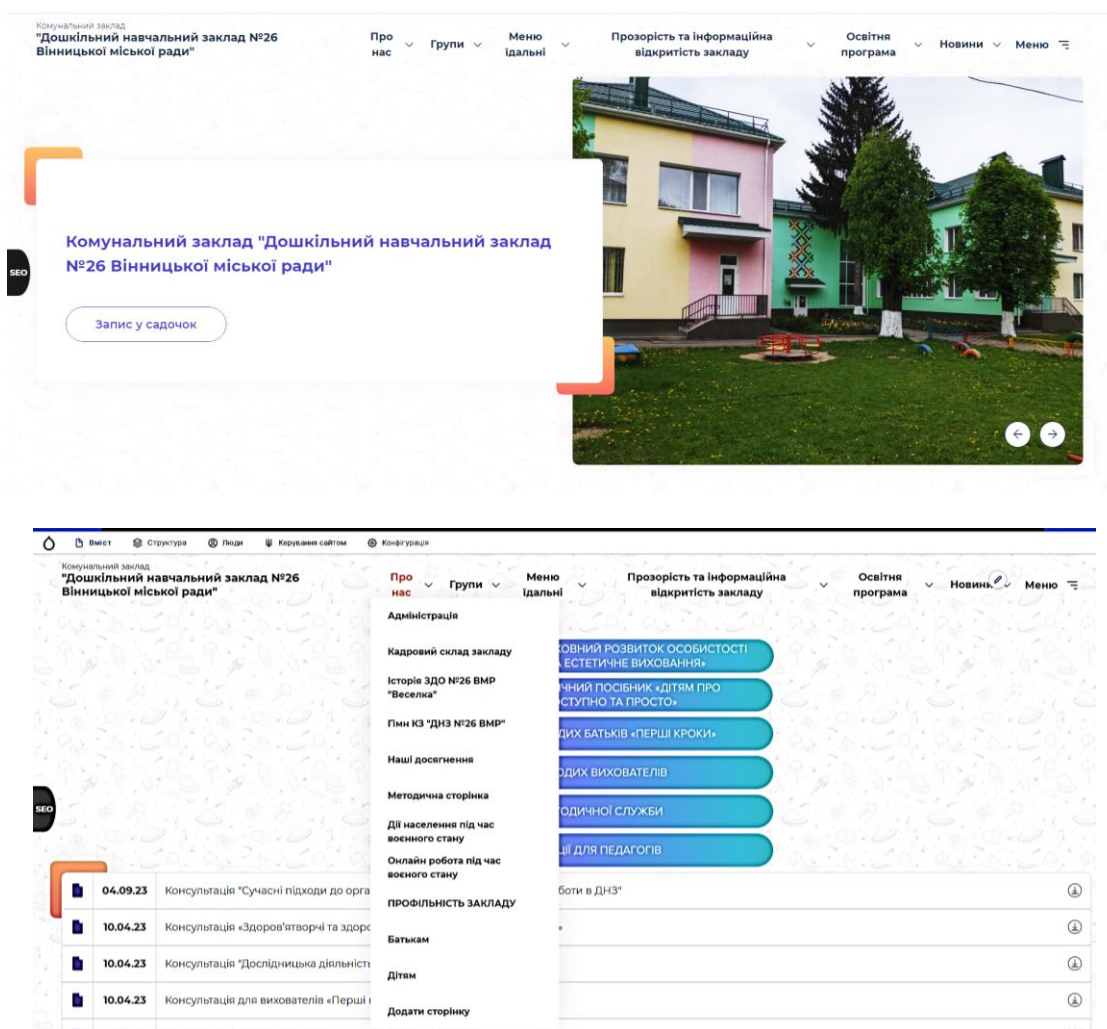 Комунальний заклад
"Дошкільний навчальний заклад №26
Вінницької міської ради"
Про
нас
Групи
Меню
їдальні
Прозорість та інформаційна
відкритість закладу
Освітня
програма
Новини
Меню
SEO
Комунальний заклад "Дошкільний навчальний заклад
№26 Вінницької міської ради"
Запис у садочок
Вміст
Структура
Люди
Керування сайтом
Конфігурація
Комунальний заклад
"Дошкільний навчальний заклад №26
Вінницької міської ради"
Про
нас
Групи
Меню
їдальні
Прозорість та інформаційна
відкритість закладу
Освітня
програма
Новини
Меню
Адміністрація
Кадровий склад закладу
Історія ЗДО №26 ВМР
"Веселка"
Гімн КЗ "ДНЗ №26 ВМР"
Наші досягнення
Методична сторінка
Дії населення під час
воєнного стану
Онлайн робота під час
воєного стану
ПРОФІЛЬНІСТЬ ЗАКЛАДУ
Батькам
Дітям
Додати сторінку
РОЗВИТОК ОСОБИСТОСТІ
ЕСТЕТИЧНЕ ВИХОВАННЯ»
ПОСІБНИК «ДІТЯМ ПРО
ТА ПРОСТО»
БАТЬКІВ «ПЕРШІ КРОКИ»
ВИХОВАТЕЛІВ
СЛУЖБИ
ДЛЯ ПЕДАГОГІВ
SEO
04.09.23 Консультація "Сучасні підходи до в ДНЗ"
10.04.23 Консультація «Здоров'ятворчі та
10.04.23 Консультація "Дослідницька
10.04.23 Консультація для вихователів «Перші